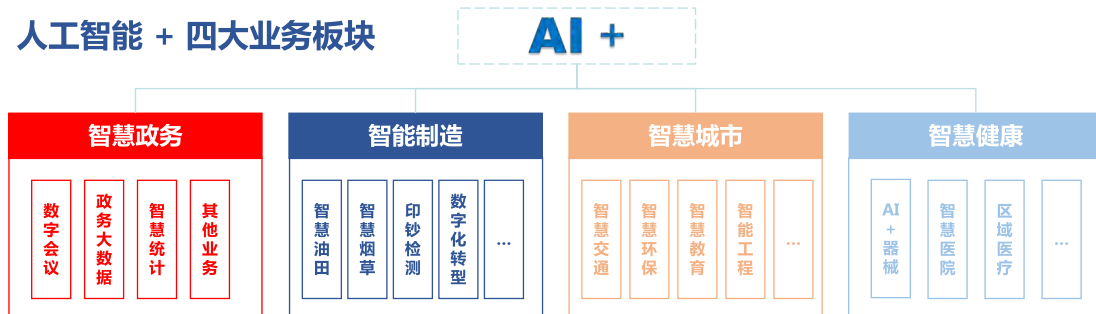 人工智能 + 四大业务板块
AI +
智慧政务
数字会议
政务大数据
智慧统计
其他业务
智能制造
智慧油田
智慧烟草
印钞检测
数字化转型
...
智慧城市
智慧交通
智慧环保
智慧教育
智能工程
...
智慧健康
AI+器械
智慧医院
区域医疗
...